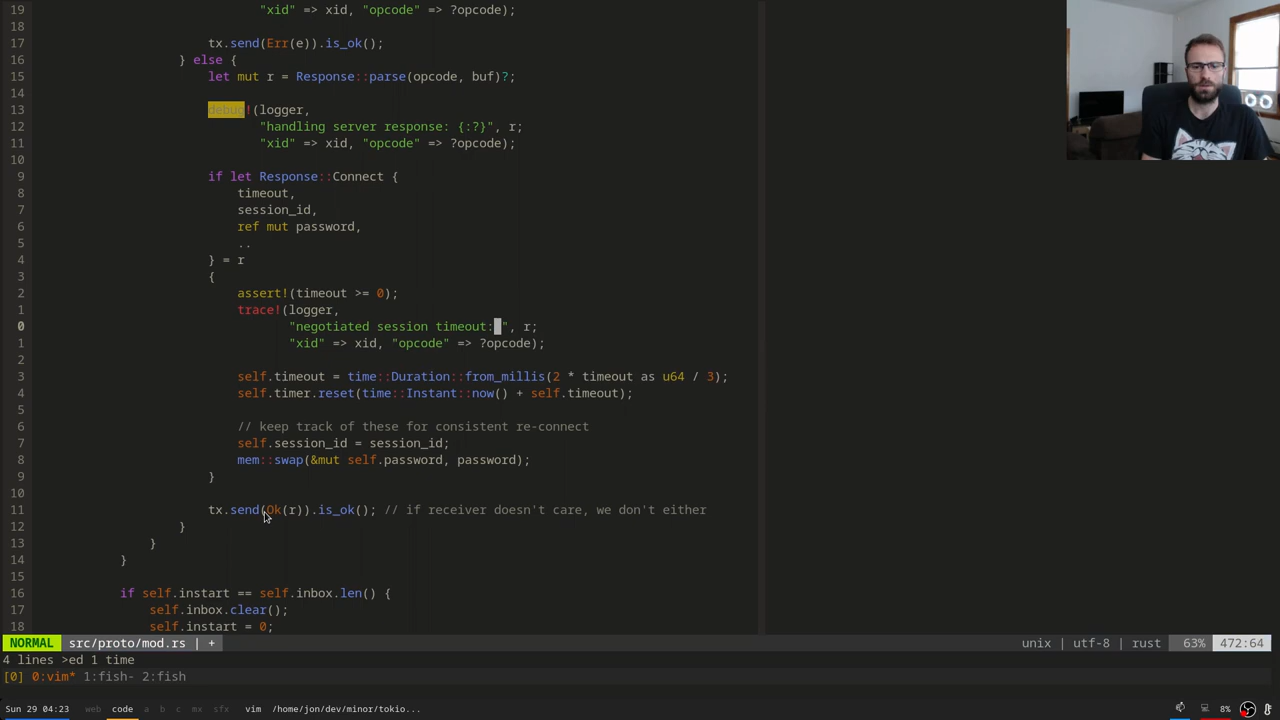 19 "xid" => xid, "opcode" => ?opcode);
18
17 tx.send(Err(e)).is_ok();
16 } else {
15 let mut r = Response::parse(opcode, buf)?;
14
13 debug!(logger,
12 "handling server response: {:?}", r;
11 "xid" => xid, "opcode" => ?opcode);
10
9 if let Response::Connect {
8 timeout,
7 session_id,
6 ref mut password,
5 ..
4 } = r
3 {
2 assert!(timeout >= 0);
1 trace!(logger,
0 "negotiated session timeout: ", r;
1 "xid" => xid, "opcode" => ?opcode);
2
3 self.timeout = time::Duration::from_millis(2 * timeout as u64 / 3);
4 self.timer.reset(time::Instant::now() + self.timeout);
5
6 // keep track of these for consistent re-connect
7 self.session_id = session_id;
8 mem::swap(&mut self.password, password);
9 }
10
11 tx.send(Ok(r)).is_ok(); // if receiver doesn't care, we don't either
12 }
13 }
14 }
15
16 if self.instart == self.inbox.len() {
17 self.inbox.clear();
18 self.instart = 0;
NORMAL src/proto/mod.rs | + unix | utf-8 | rust 63% 472:64
4 lines >ed 1 time
[0] 0:vim* 1:fish- 2:fish
Sun 29 04:23 web code a b c mx sfx vim /home/jon/dev/minor/tokio... 8%